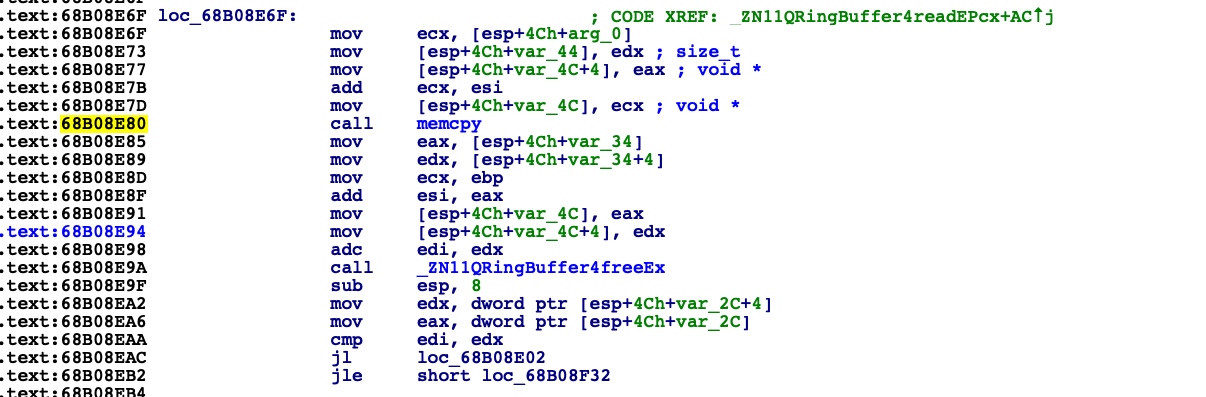 .text:68B08E6F
.text:68B08E6F loc_68B08E6F: ; CODE XREF: _ZN11QRingBuffer4readEPcx+AC↑j
.text:68B08E6F mov ecx, [esp+4Ch+arg_0]
.text:68B08E73 mov [esp+4Ch+var_44], edx ; size_t
.text:68B08E77 mov [esp+4Ch+var_4C+4], eax ; void *
.text:68B08E7B add ecx, esi
.text:68B08E7D mov [esp+4Ch+var_4C], ecx ; void *
.text:68B08E80 call memcpy
.text:68B08E85 mov eax, [esp+4Ch+var_34]
.text:68B08E89 mov edx, [esp+4Ch+var_34+4]
.text:68B08E8D mov ecx, ebp
.text:68B08E8F add esi, eax
.text:68B08E91 mov [esp+4Ch+var_4C], eax
.text:68B08E94 mov [esp+4Ch+var_4C+4], edx
.text:68B08E98 adc edi, edx
.text:68B08E9A call _ZN11QRingBuffer4freeEx
.text:68B08E9F sub esp, 8
.text:68B08EA2 mov edx, dword ptr [esp+4Ch+var_2C+4]
.text:68B08EA6 mov eax, dword ptr [esp+4Ch+var_2C]
.text:68B08EAA cmp edi, edx
.text:68B08EAC jl loc_68B08E02
.text:68B08EB2 jle short loc_68B08F32
.text:68B08EB4